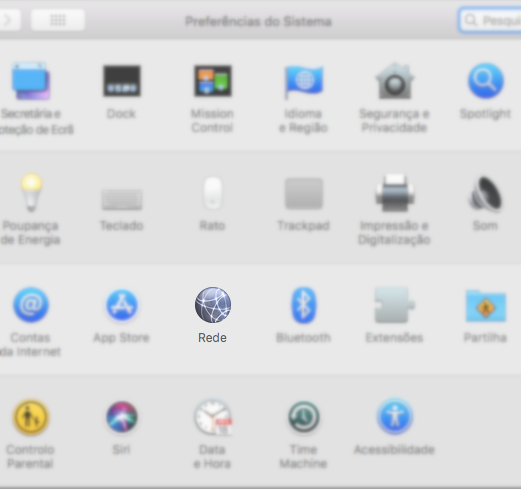 Preferências do Sistema
Pesqui
Secretária e
oteção de Ecrã
Dock
Mission
Control
Idioma
e Região
Segurança e
Privacidade
Spotlight
Poupança
de Energia
Teclado
Rato
Trackpad
Impressão e
Digitalização
Som
Contas
da Internet
App Store
Rede
Bluetooth
Extensões
Partilha
Controlo
Parental
Siri
Data
e Hora
Time
Machine
Acessibilidade